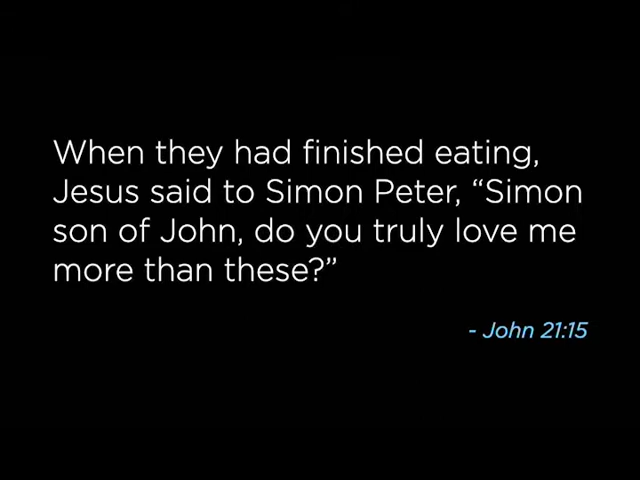 When they had finished eating,
Jesus said to Simon Peter, “Simon
son of John, do you truly love me
more than these?”
- John 21:15